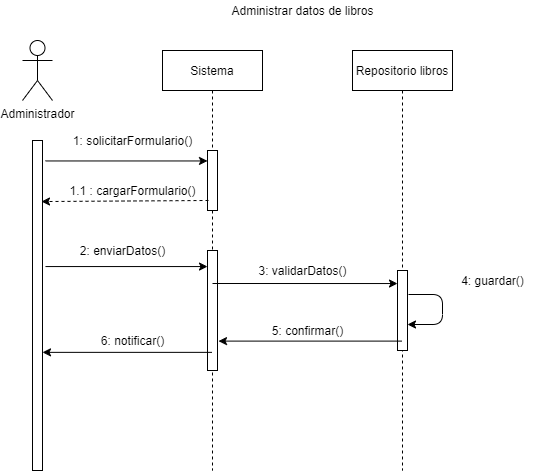 Administrar datos de libros
Sistema
Repositorio libros
Administrador
1: solicitarFormulario()
1.1 : cargarFormulario()
2: enviarDatos()
3: validarDatos()
4: guardar()
5: confirmar()
6: notificar()